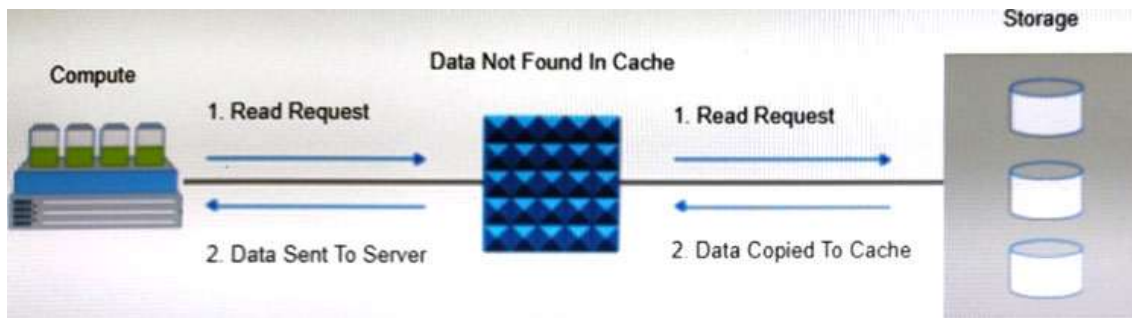 Storage
Data Not Found In Cache
Compute
1. Read Request
1. Read Request
2. Data Sent To Server
2. Data Copied To Cache